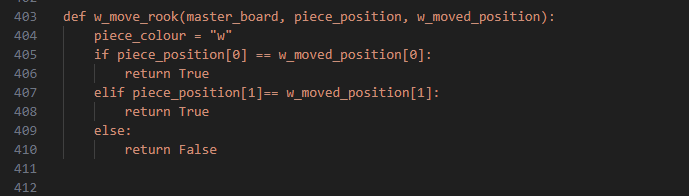 403 def w_move_rook(master_board, piece_position, w_moved_position):
404     piece_colour = "w"
405     if piece_position[0] == w_moved_position[0]:
406         return True
407     elif piece_position[1]== w_moved_position[1]:
408         return True
409     else:
410         return False
411
412